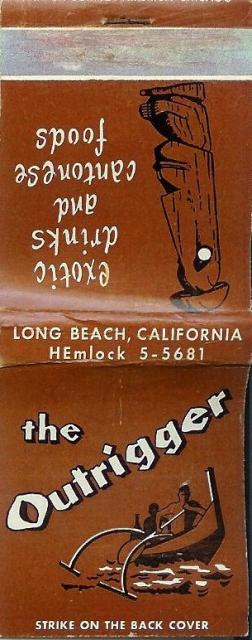 exotic
drinks
and
cantonese
foods
LONG BEACH, CALIFORNIA
HEmlock 5-5681
the
Outrigger
STRIKE ON THE BACK COVER